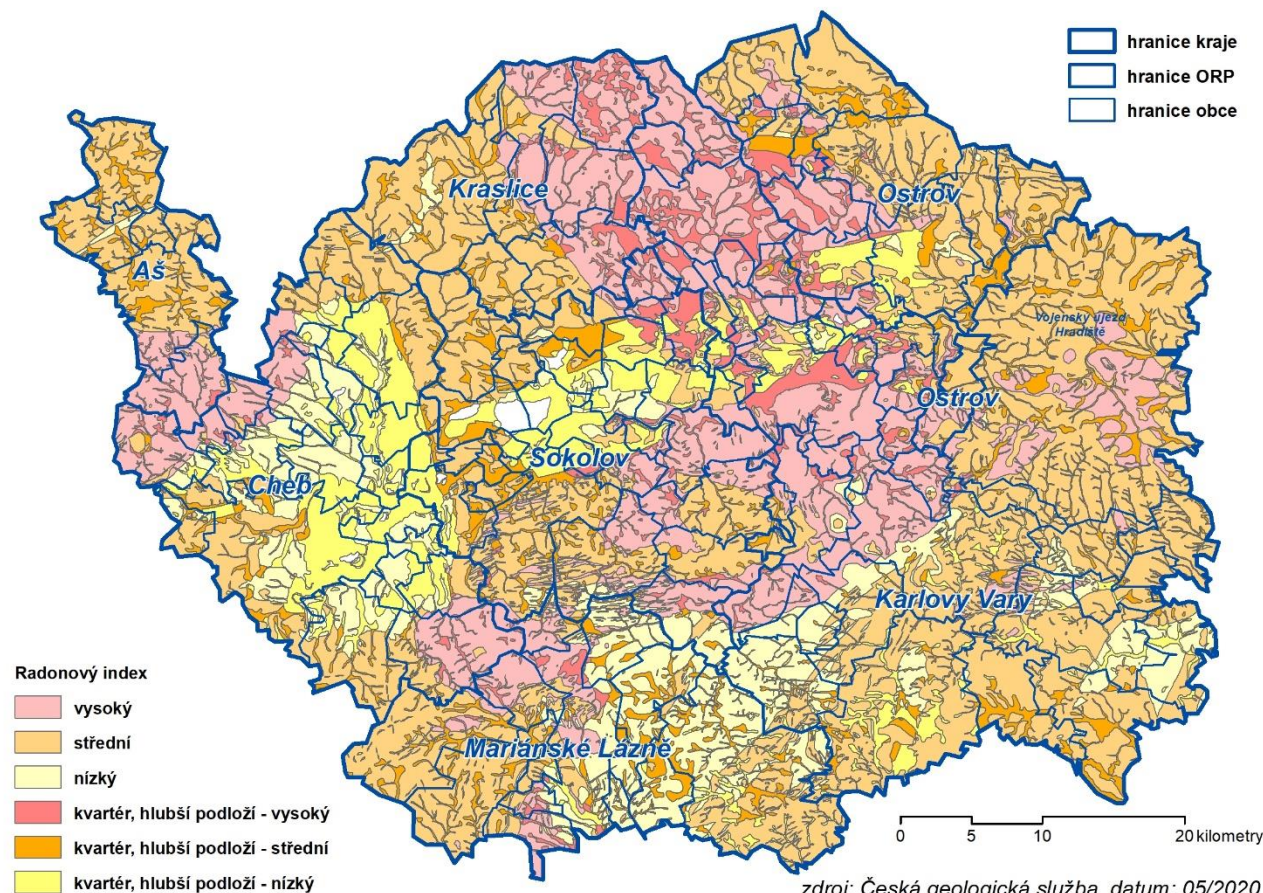 hranice kraje
hranice ORP
hranice obce
Kraslice
Ostrov
Aš
Vojenský újezd
Hradiště
Ostrov
Sokolov
Cheb
Karlovy Vary
Mariánské Lázně
Radonový index
vysoký
střední
nízký
kvartér, hlubší podloží - vysoký
kvartér, hlubší podloží - střední
kvartér, hlubší podloží - nízký
0 5 10 20 kilometry
zdroj: Česká geologická služba, datum: 05/2020